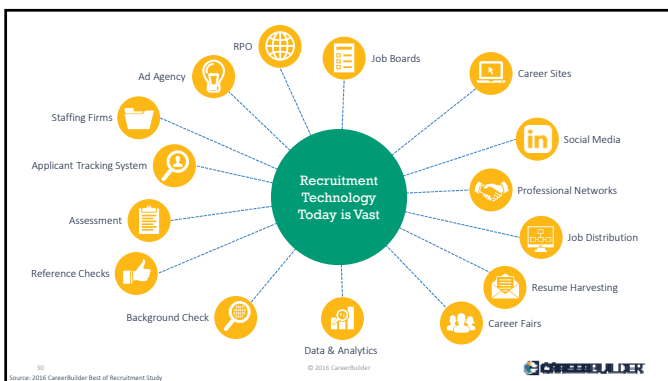 RPO
Job Boards
Ad Agency
Career Sites
Staffing Firms
Social Media
Applicant Tracking System
Recruitment
Technology
Today is Vast
Professional Networks
Assessment
Job Distribution
Reference Checks
Resume Harvesting
Background Check
Career Fairs
Data & Analytics
30
© 2016 CareerBuilder
CAREERBUILDER
Source: 2016 CareerBuilder Best of Recruitment Study
in